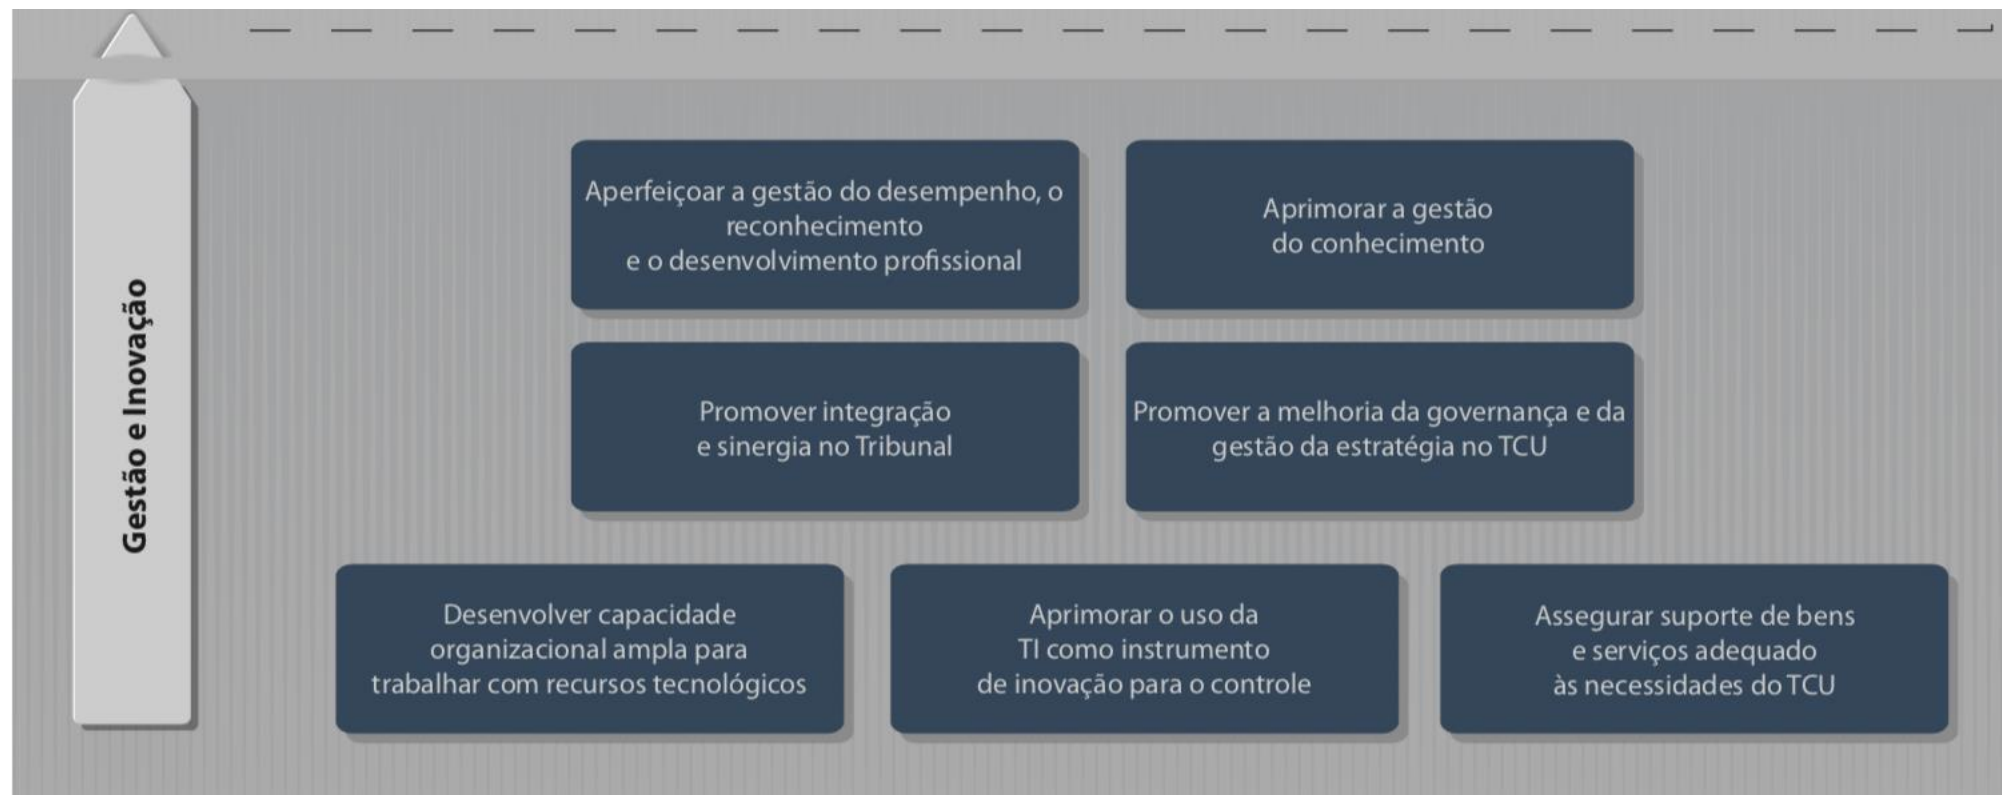 Gestão e Inovação
Aperfeiçoar a gestão do desempenho, o
reconhecimento
e o desenvolvimento profissional
Aprimorar a gestão
do conhecimento
Promover integração
e sinergia no Tribunal
Promover a melhoria da governança e da
gestão da estratégia no TCU
Desenvolver capacidade
organizacional ampla para
trabalhar com recursos tecnológicos
Aprimorar o uso da
TI como instrumento
de inovação para o controle
Assegurar suporte de bens
e serviços adequado
às necessidades do TCU